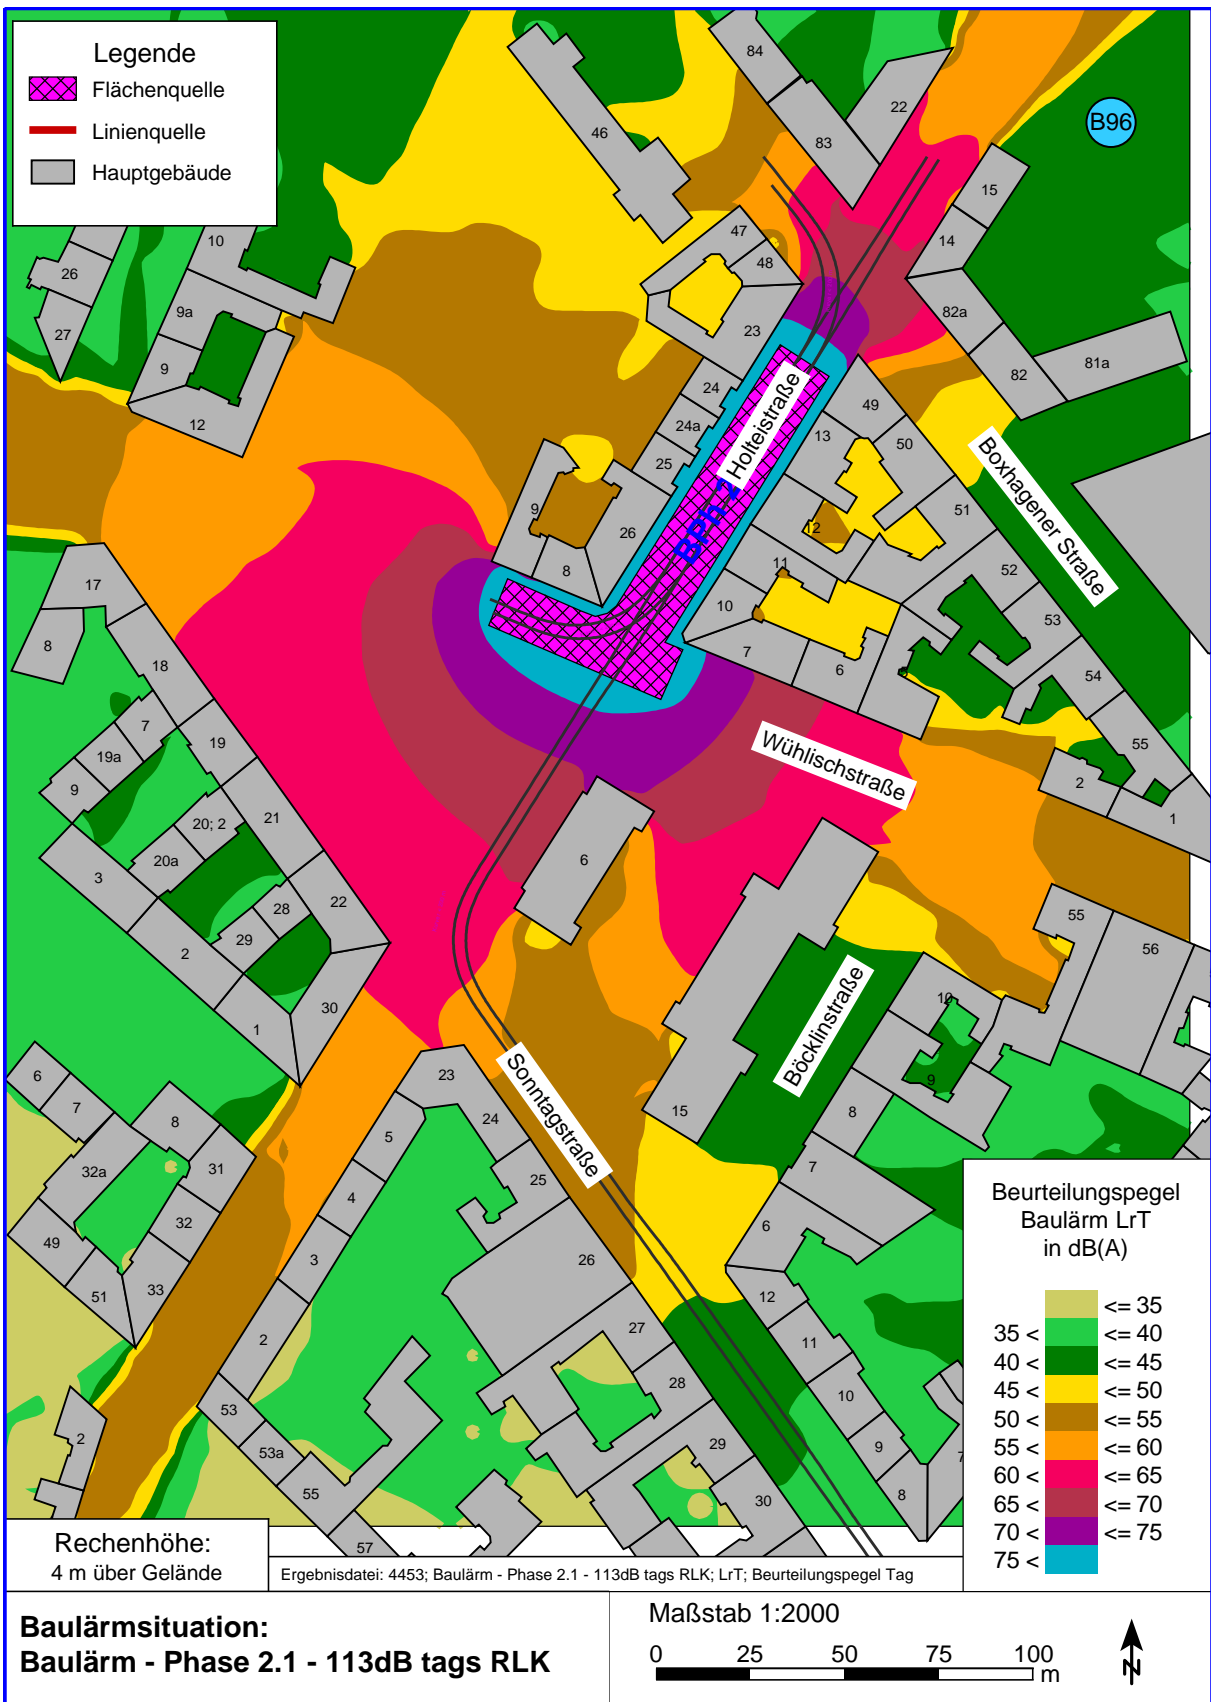 Legende
Flächenquelle
Linienquelle
Hauptgebäude
B96
84
22
46
83
15
47
14
10
48
26
82a
9a
23
27
81a
82
9
24
49
12
24a
13
50
25
Holteistraße
Boxhagener Straße
9
26
51
12
BPh
8
11
52
17
10
53
8
7
6
54
18
Wühlischstraße
7
19
55
19a
2
9
20; 2
21
1
20a
6
3
28
22
55
29
56
2
10
30
1
Böcklinstraße
Sonntagstraße
6
23
9
7
15
8
24
8
5
32a
31
7
25
4
32
6
49
3
26
33
51
12
2
27
11
28
10
53
2
29
53a
9
7
55
30
8
57
Beurteilungspegel
Baulärm LrT
in dB(A)
<= 35
35 < <= 40
40 < <= 45
45 < <= 50
50 < <= 55
55 < <= 60
60 < <= 65
65 < <= 70
70 < <= 75
75 <
Rechenhöhe:
4 m über Gelände
Ergebnisdatei: 4453; Baulärm - Phase 2.1 - 113dB tags RLK; LrT; Beurteilungspegel Tag
Baulärmsituation:
Baulärm - Phase 2.1 - 113dB tags RLK
Maßstab 1:2000
0 25 50 75 100
m
N